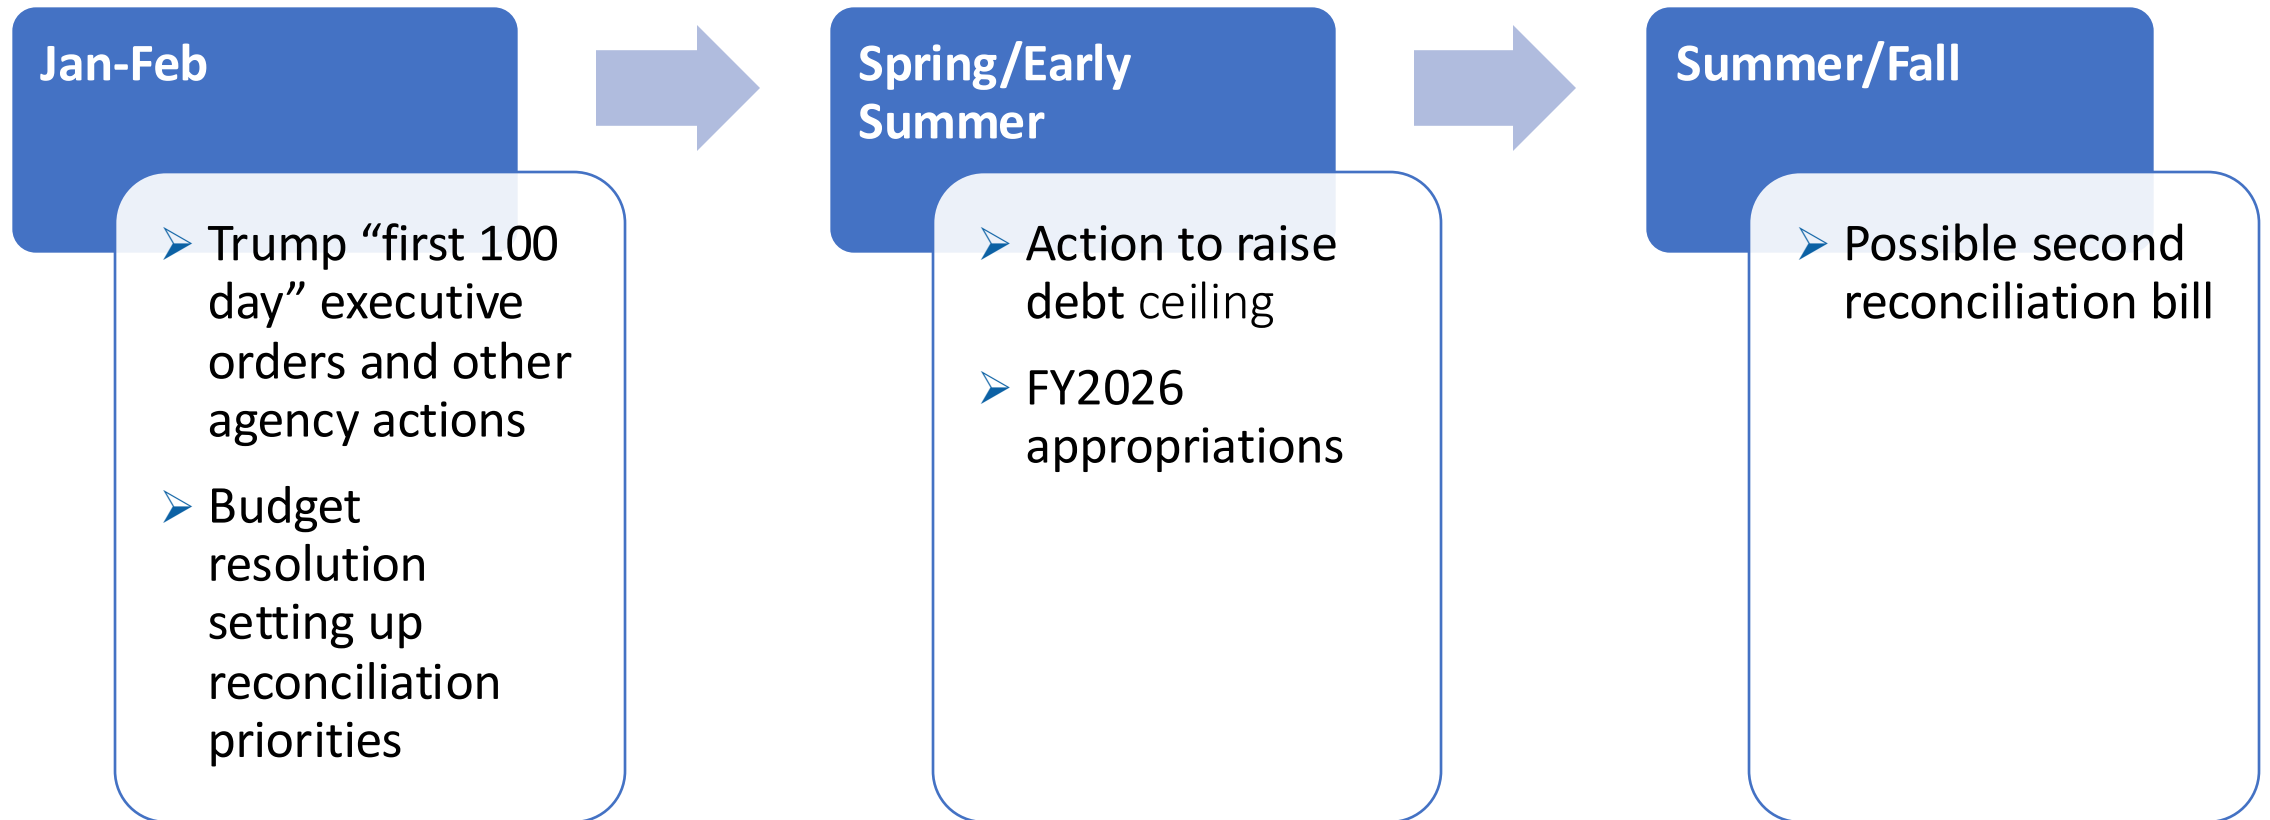 Jan-Feb
Trump “first 100
day” executive
orders and other
agency actions
Budget
resolution
setting up
reconciliation
priorities
Spring/Early
Summer
Action to raise
debt ceiling
FY2026
appropriations
Summer/Fall
Possible second
reconciliation bill